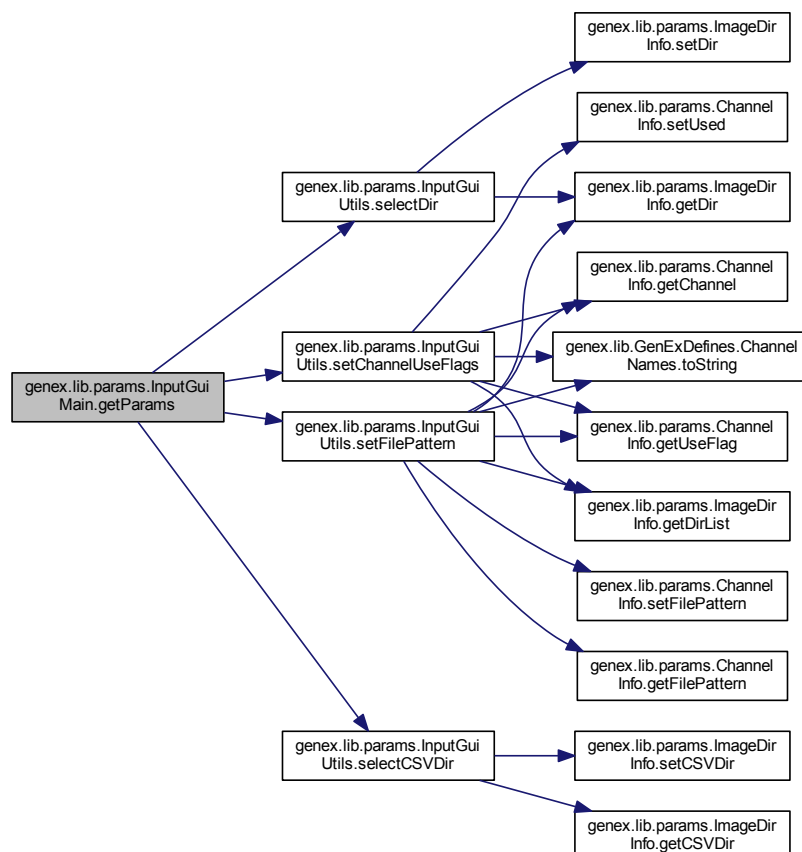 genex.lib.params.InputGui
Main.getParams
genex.lib.params.InputGui
Utils.selectDir
genex.lib.params.InputGui
Utils.setChannelUseFlags
genex.lib.params.InputGui
Utils.setFilePattern
genex.lib.params.InputGui
Utils.selectCSVDir
genex.lib.params.ImageDir
Info.setDir
genex.lib.params.Channel
Info.setUsed
genex.lib.params.ImageDir
Info.getDir
genex.lib.params.Channel
Info.getChannel
genex.lib.GenExDefines.Channel
Names.toString
genex.lib.params.Channel
Info.getUseFlag
genex.lib.params.ImageDir
Info.getDirList
genex.lib.params.Channel
Info.setFilePattern
genex.lib.params.Channel
Info.getFilePattern
genex.lib.params.ImageDir
Info.setCSVDir
genex.lib.params.ImageDir
Info.getCSVDir